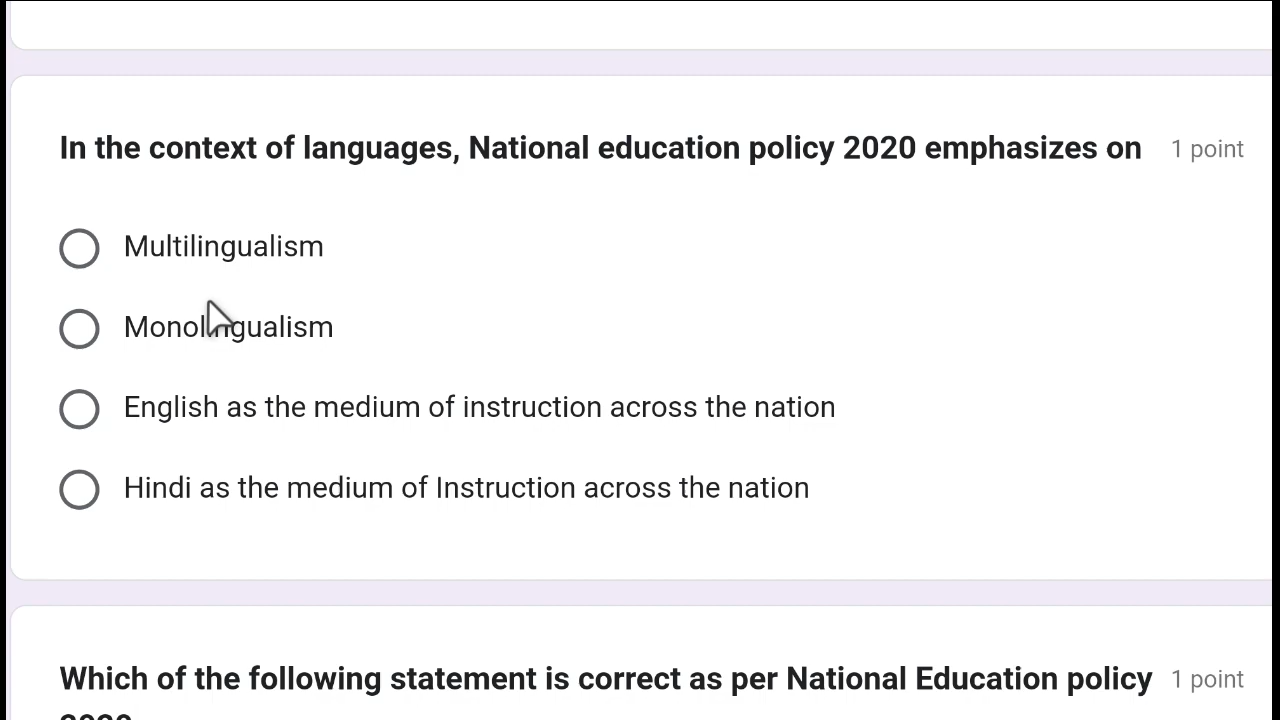 In the context of languages, National education policy 2020 emphasizes on 1 point
Multilingualism
Monolingualism
English as the medium of instruction across the nation
Hindi as the medium of Instruction across the nation
Which of the following statement is correct as per National Education policy 1 point
2020